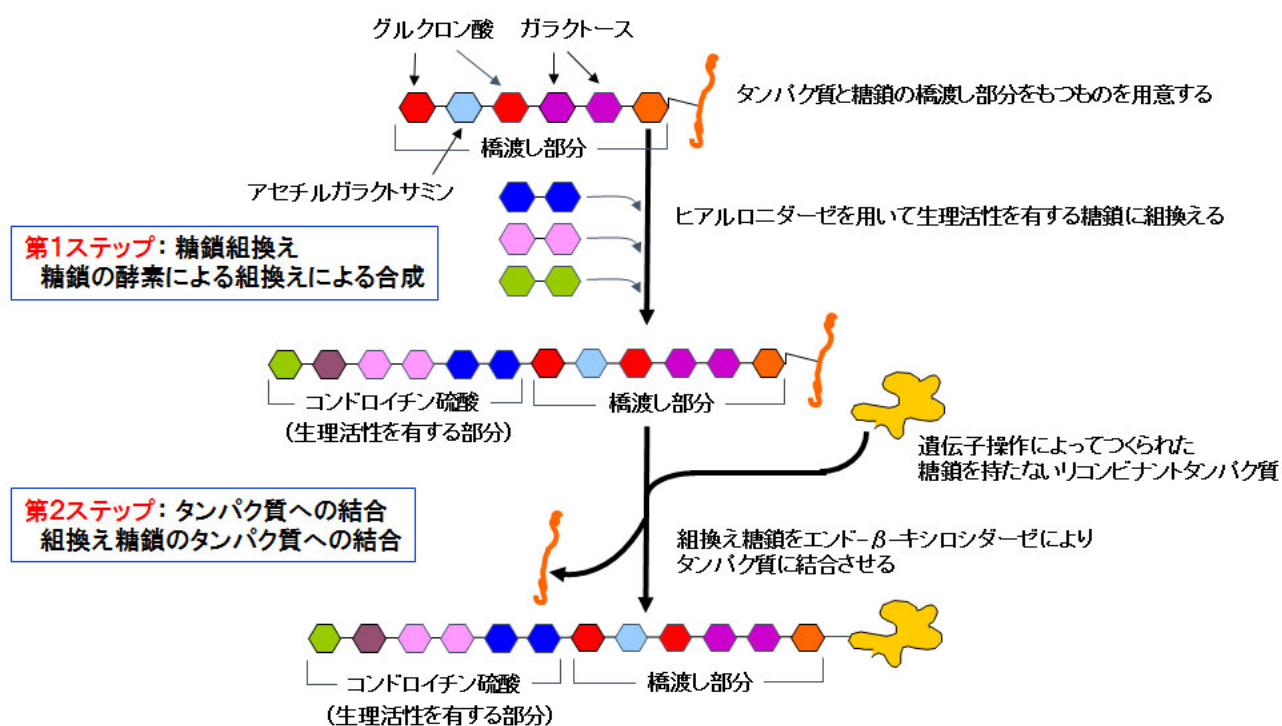 グルクロン酸
ガラクトース
タンパク質と糖鎖の橋渡し部分をもつものを用意する
橋渡し部分
アセチルガラクトサミン
ヒアルロニダーゼを用いて生理活性を有する糖鎖に組換える
第1ステップ：糖鎖組換え
糖鎖の酵素による組換えによる合成
コンドロイチン硫酸
（生理活性を有する部分）
橋渡し部分
遺伝子操作によってつくられた
糖鎖を持たないリコンビナントタンパク質
第2ステップ：タンパク質への結合
組換え糖鎖のタンパク質への結合
組換え糖鎖をエンド-β-キシロシダーゼにより
タンパク質に結合させる
コンドロイチン硫酸
（生理活性を有する部分）
橋渡し部分